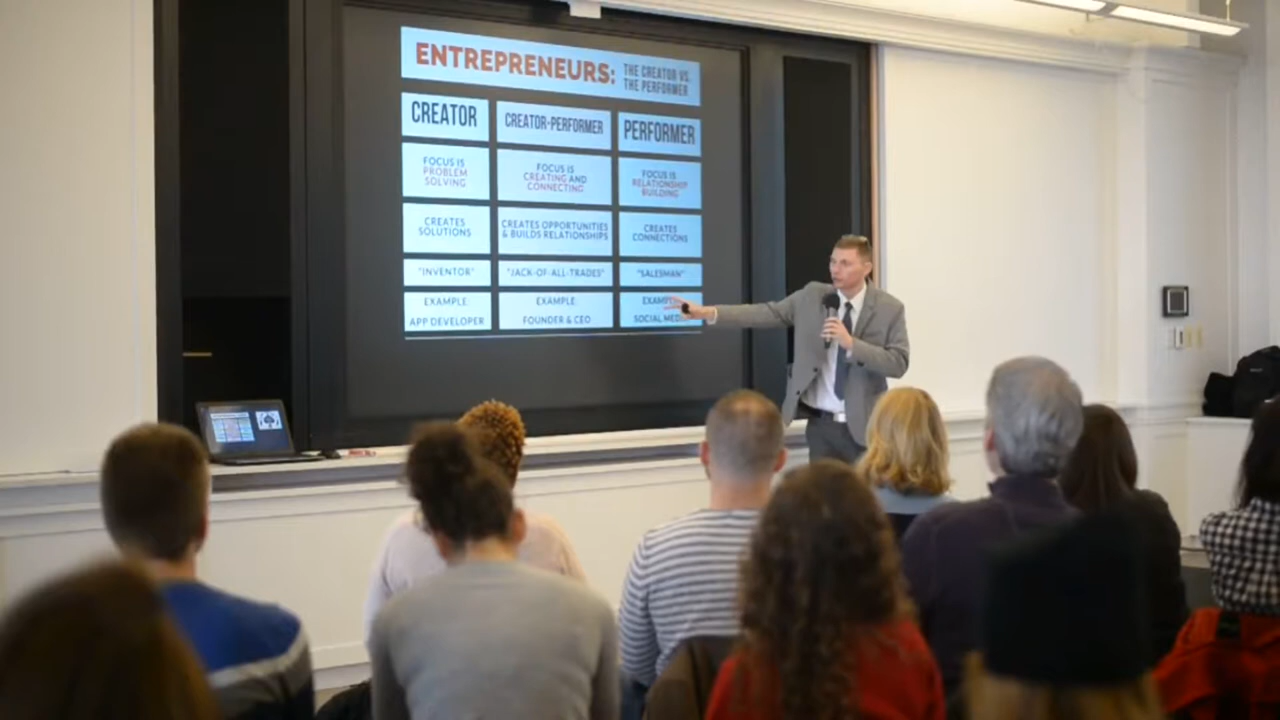 ENTREPRENEURS: THE CREATOR VS.
THE PERFORMER
CREATOR
CREATOR-PERFORMER
PERFORMER
FOCUS IS
PROBLEM
SOLVING
FOCUS IS
CREATING AND
CONNECTING
FOCUS IS
RELATIONSHIP
BUILDING
CREATES
SOLUTIONS
CREATES OPPORTUNITIES
& BUILDS RELATIONSHIPS
CREATES
CONNECTIONS
"INVENTOR"
"JACK-OF-ALL-TRADES"
"SALESMAN"
EXAMPLE:
APP DEVELOPER
EXAMPLE:
FOUNDER & CEO
SOCIAL